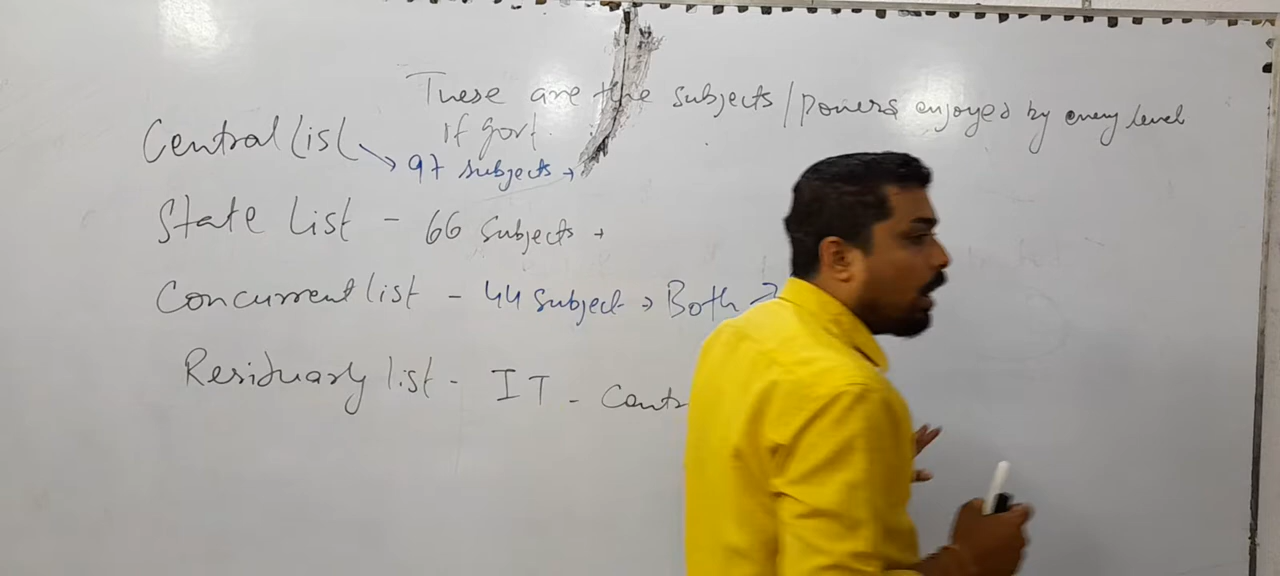 These are the subjects / powers enjoyed by every level
of govt.
Central list → 97 subjects →
State list - 66 subjects →
Concurrent list - 44 subject → Both →
Residuary list - IT - Cent